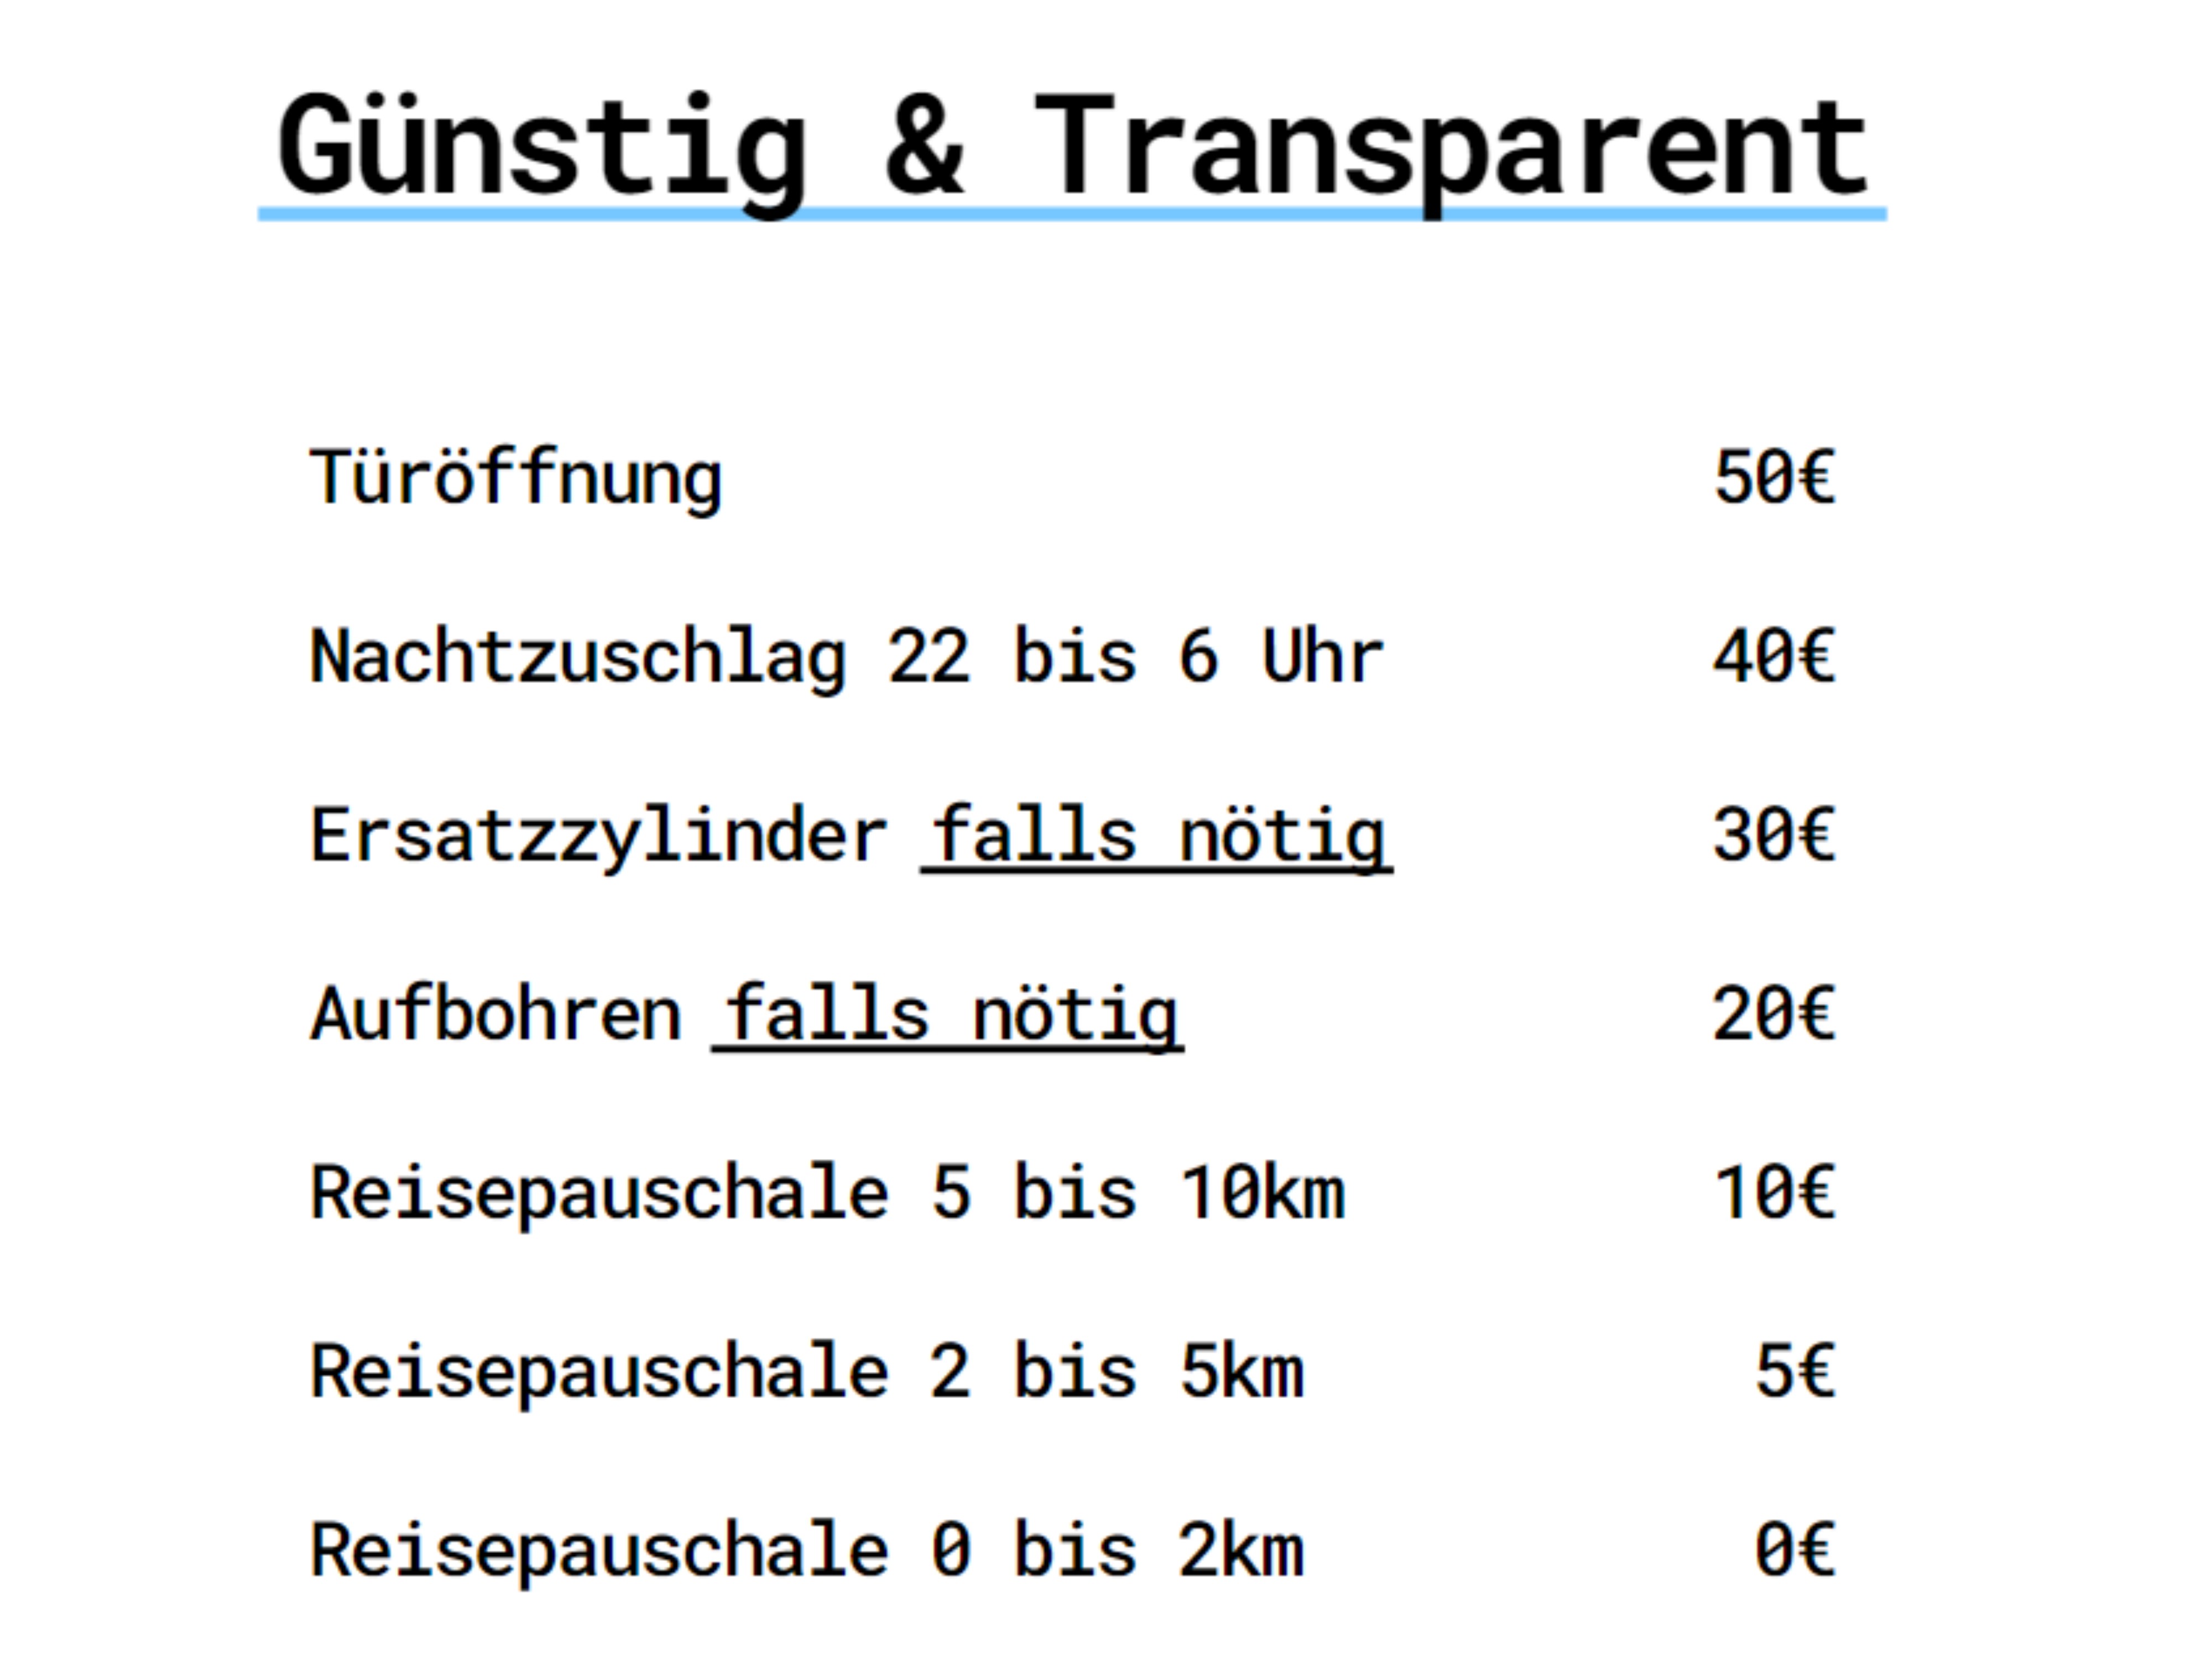 Günstig & Transparent
Türöffnung 50€
Nachtzuschlag 22 bis 6 Uhr 40€
Ersatzzylinder falls nötig 30€
Aufbohren falls nötig 20€
Reisepauschale 5 bis 10km 10€
Reisepauschale 2 bis 5km 5€
Reisepauschale 0 bis 2km 0€